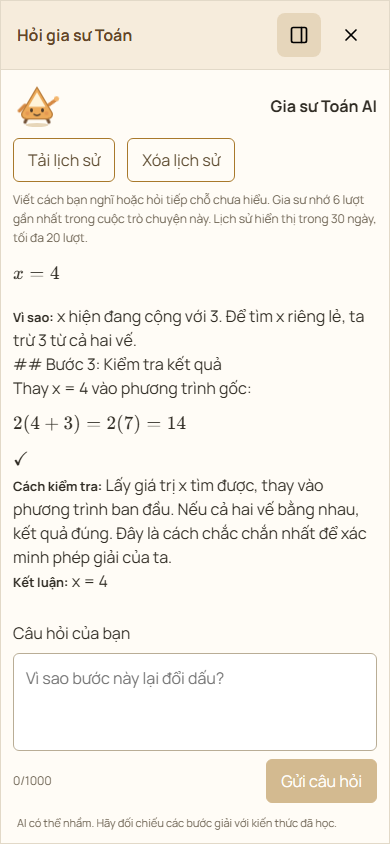 Hỏi gia sư Toán
Gia sư Toán AI
Tải lịch sử
Xóa lịch sử
Viết cách bạn nghĩ hoặc hỏi tiếp chỗ chưa hiểu. Gia sư nhớ 6 lượt
gần nhất trong cuộc trò chuyện này. Lịch sử hiển thị trong 30 ngày,
tối đa 20 lượt.
x = 4
Vì sao: x hiện đang cộng với 3. Để tìm x riêng lẻ, ta
trừ 3 từ cả hai vế.
## Bước 3: Kiểm tra kết quả
Thay x = 4 vào phương trình gốc:
2(4 + 3) = 2(7) = 14
✓
Cách kiểm tra: Lấy giá trị x tìm được, thay vào
phương trình ban đầu. Nếu cả hai vế bằng nhau,
kết quả đúng. Đây là cách chắc chắn nhất để xác
minh phép giải của ta.
Kết luận: x = 4
Câu hỏi của bạn
Vì sao bước này lại đổi dấu?
0/1000
Gửi câu hỏi
AI có thể nhầm. Hãy đối chiếu các bước giải với kiến thức đã học.